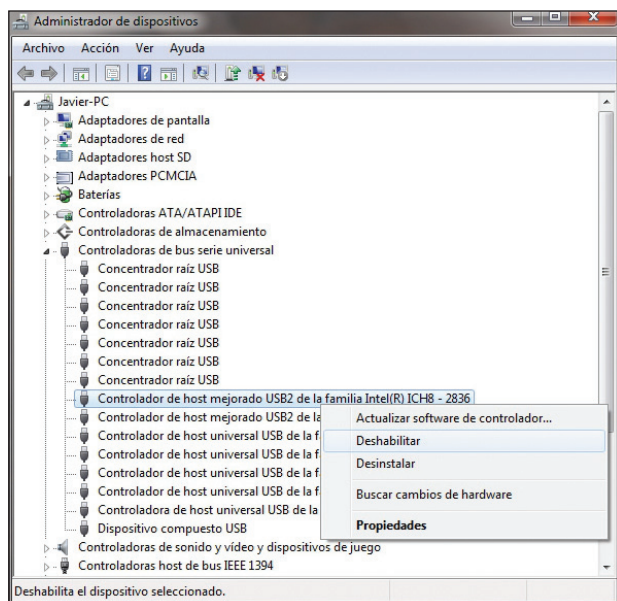 Administrador de dispositivos
Archivo Acción Ver Ayuda
Javier-PC
Adaptadores de pantalla
Adaptadores de red
Adaptadores host SD
Adaptadores PCMCIA
Baterías
Controladoras ATA/ATAPI IDE
Controladoras de almacenamiento
Controladoras de bus serie universal
Concentrador raíz USB
Concentrador raíz USB
Concentrador raíz USB
Concentrador raíz USB
Concentrador raíz USB
Concentrador raíz USB
Concentrador raíz USB
Controlador de host mejorado USB2 de la familia Intel(R) ICH8 - 2836
Controlador de host mejorado USB2 de la
Controlador de host universal USB de la f
Controlador de host universal USB de la f
Controlador de host universal USB de la f
Controlador de host universal USB de la f
Controladora de host universal USB de la
Dispositivo compuesto USB
Controladoras de sonido y vídeo y dispositivos de juego
Controladoras host de bus IEEE 1394
Actualizar software de controlador...
Deshabilitar
Desinstalar
Buscar cambios de hardware
Propiedades
Deshabilita el dispositivo seleccionado.